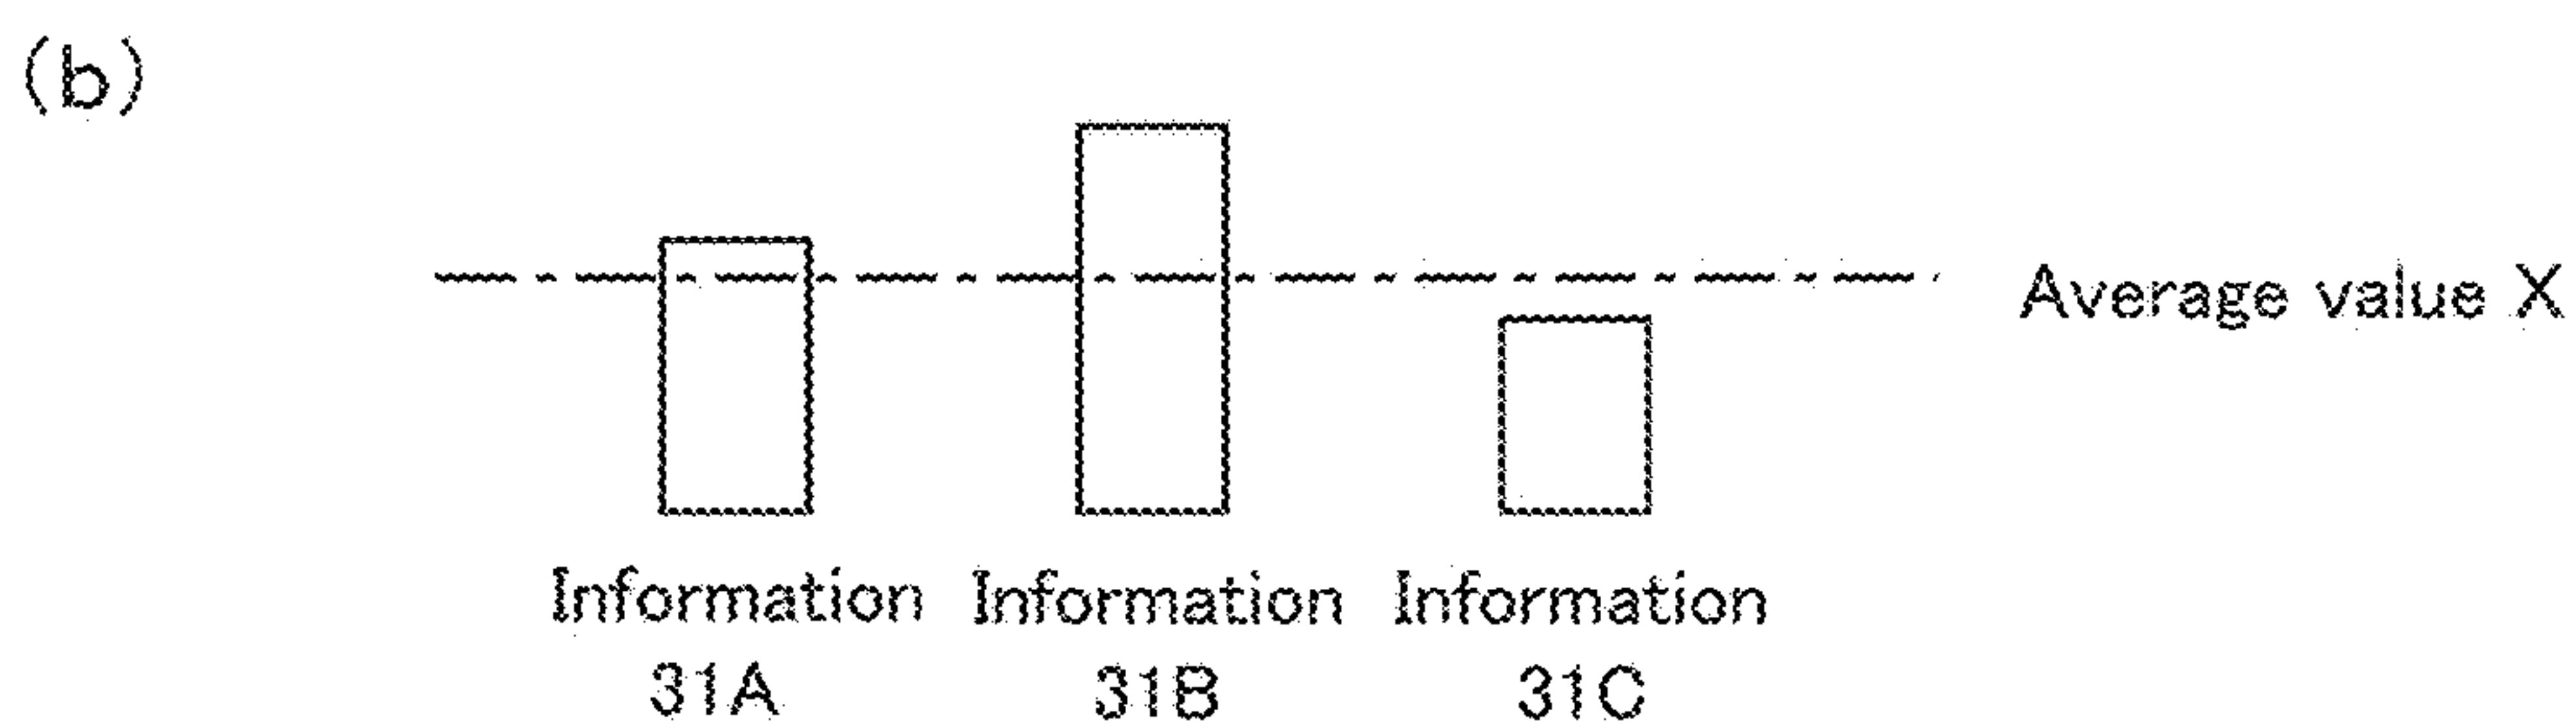 (b)
Average value X
Information Information Information
31A 31B 31C